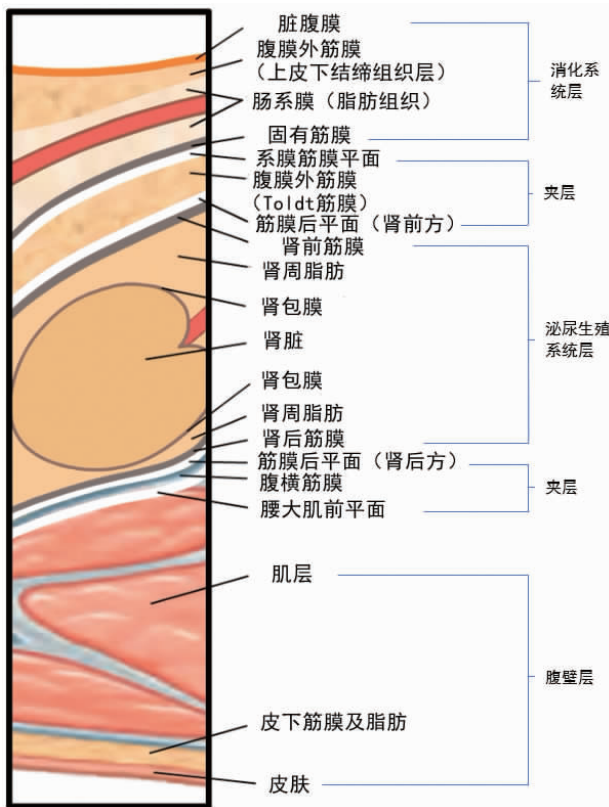 脏腹膜
腹膜外筋膜
（上皮下结缔组织层）
肠系膜（脂肪组织）
固有筋膜
系膜筋膜平面
腹膜外筋膜
（Toldt筋膜）
筋膜后平面（肾前方）
肾前筋膜
肾周脂肪
肾包膜
肾脏
肾包膜
肾周脂肪
肾后筋膜
筋膜后平面（肾后方）
腹横筋膜
腰大肌前平面
肌层
皮下筋膜及脂肪
皮肤
消化系
统层
夹层
泌尿生殖
系统层
夹层
腹壁层